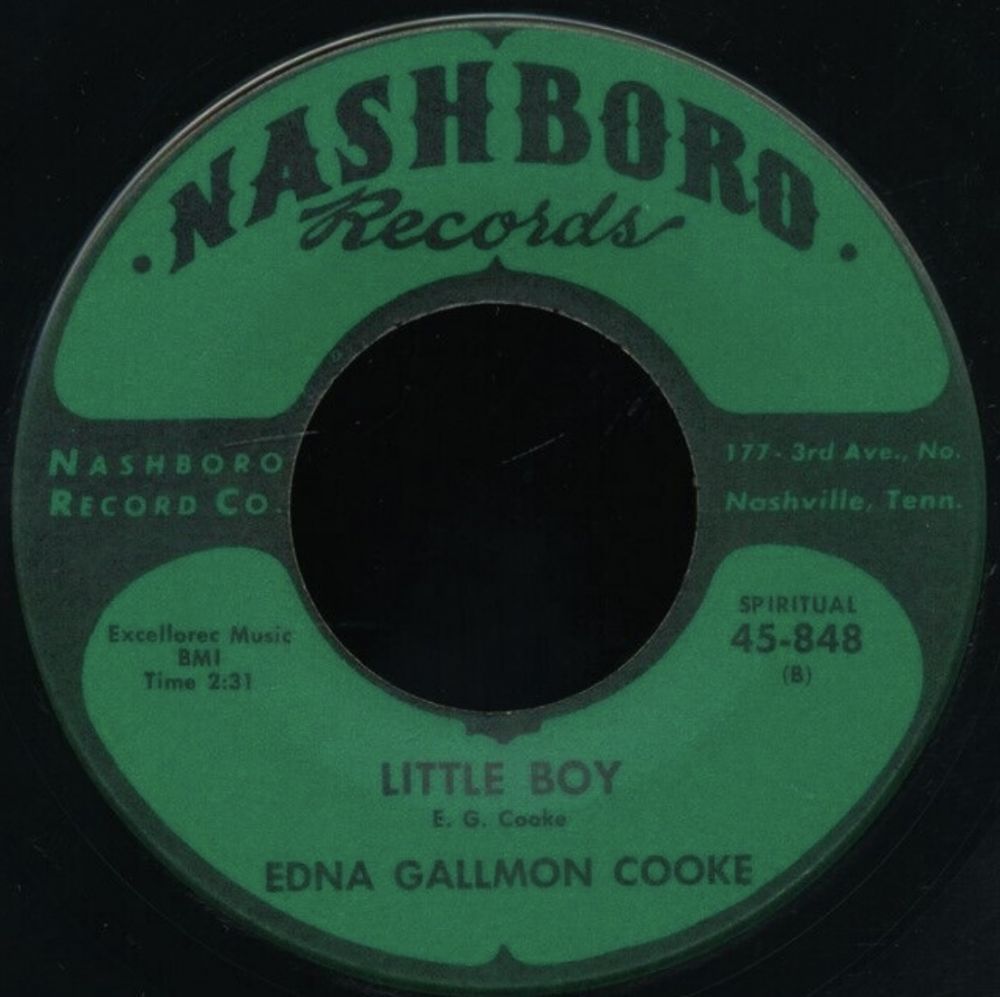 NASHBORO
Records
NASHBORO
RECORD CO.
177 - 3rd Ave., No.
Nashville, Tenn.
Excellorec Music
BMI
Time 2:31
SPIRITUAL
45-848
(B)
LITTLE BOY
E. G. Cooke
EDNA GALLMON COOKE